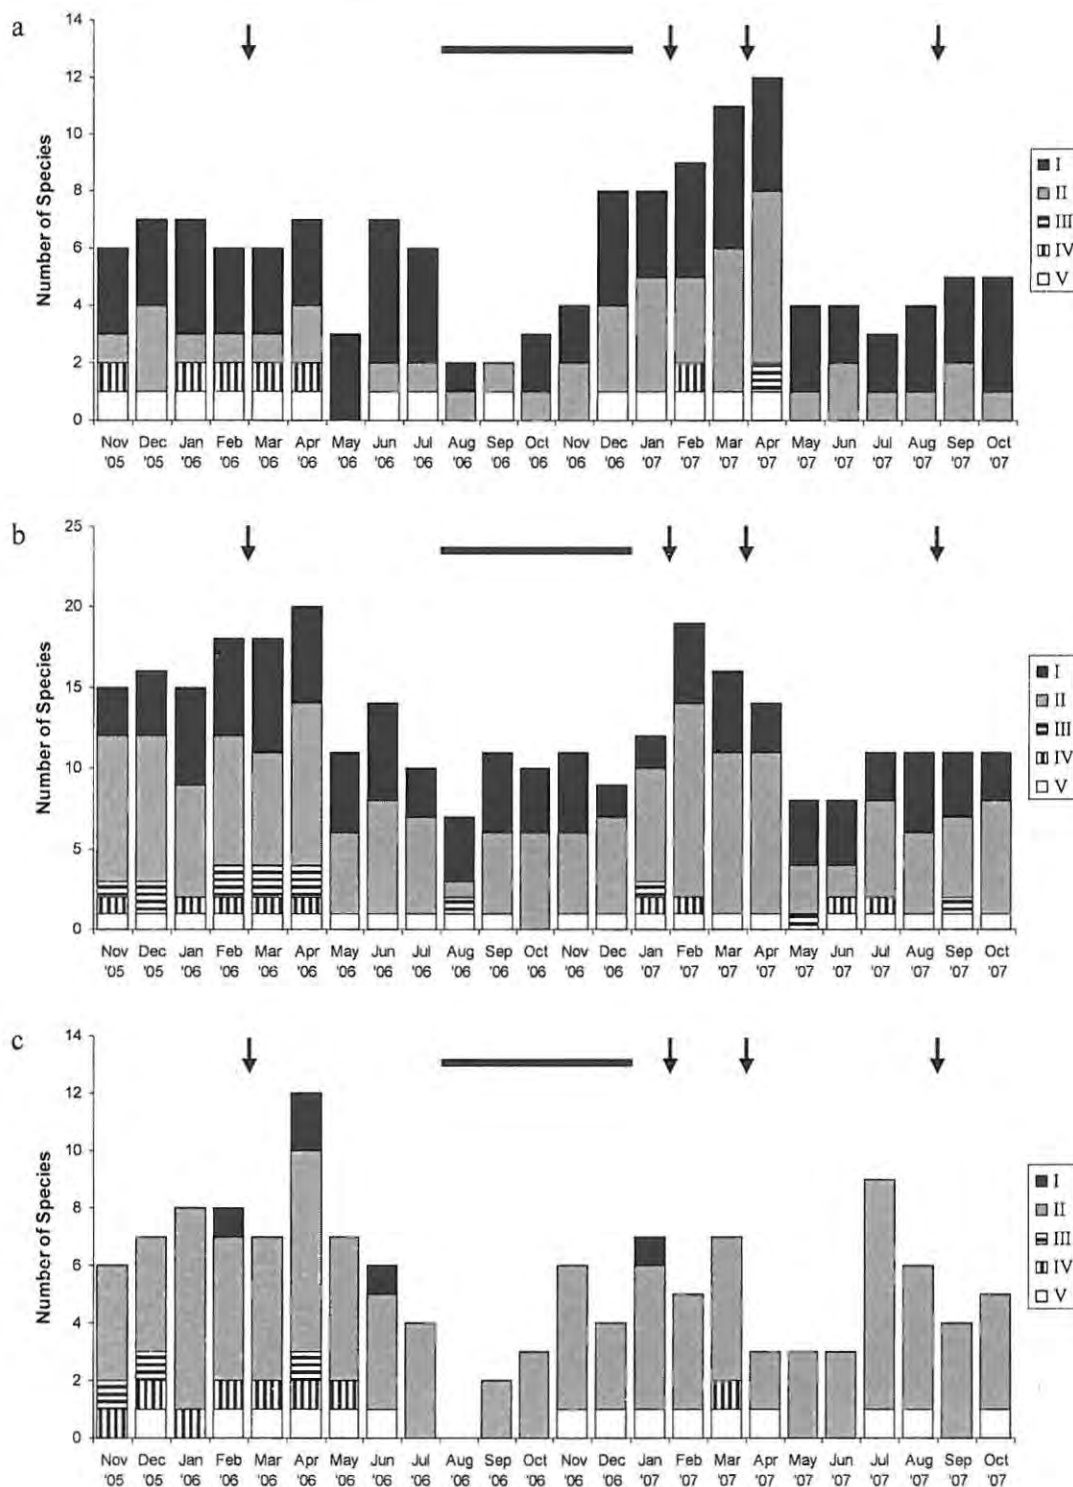 a
14
12
10
8
6
4
2
0
Number of Species
Nov Dec Jan Feb Mar Apr May Jun Jul Aug Sep Oct Nov Dec Jan Feb Mar Apr May Jun Jul Aug Sep Oct
'05 '05 '06 '06 '06 '06 '06 '06 '06 '06 '06 '06 '06 '06 '07 '07 '07 '07 '07 '07 '07 '07 '07 '07
I
II
III
IV
V
b
25
20
15
10
5
0
Number of Species
Nov Dec Jan Feb Mar Apr May Jun Jul Aug Sep Oct Nov Dec Jan Feb Mar Apr May Jun Jul Aug Sep Oct
'05 '05 '06 '06 '06 '06 '06 '06 '06 '06 '06 '06 '06 '06 '07 '07 '07 '07 '07 '07 '07 '07 '07 '07
I
II
III
IV
V
c
14
12
10
8
6
4
2
0
Number of Species
Nov Dec Jan Feb Mar Apr May Jun Jul Aug Sep Oct Nov Dec Jan Feb Mar Apr May Jun Jul Aug Sep Oct
'05 '05 '06 '06 '06 '06 '06 '06 '06 '06 '06 '06 '06 '06 '07 '07 '07 '07 '07 '07 '07 '07 '07 '07
I
II
III
IV
V